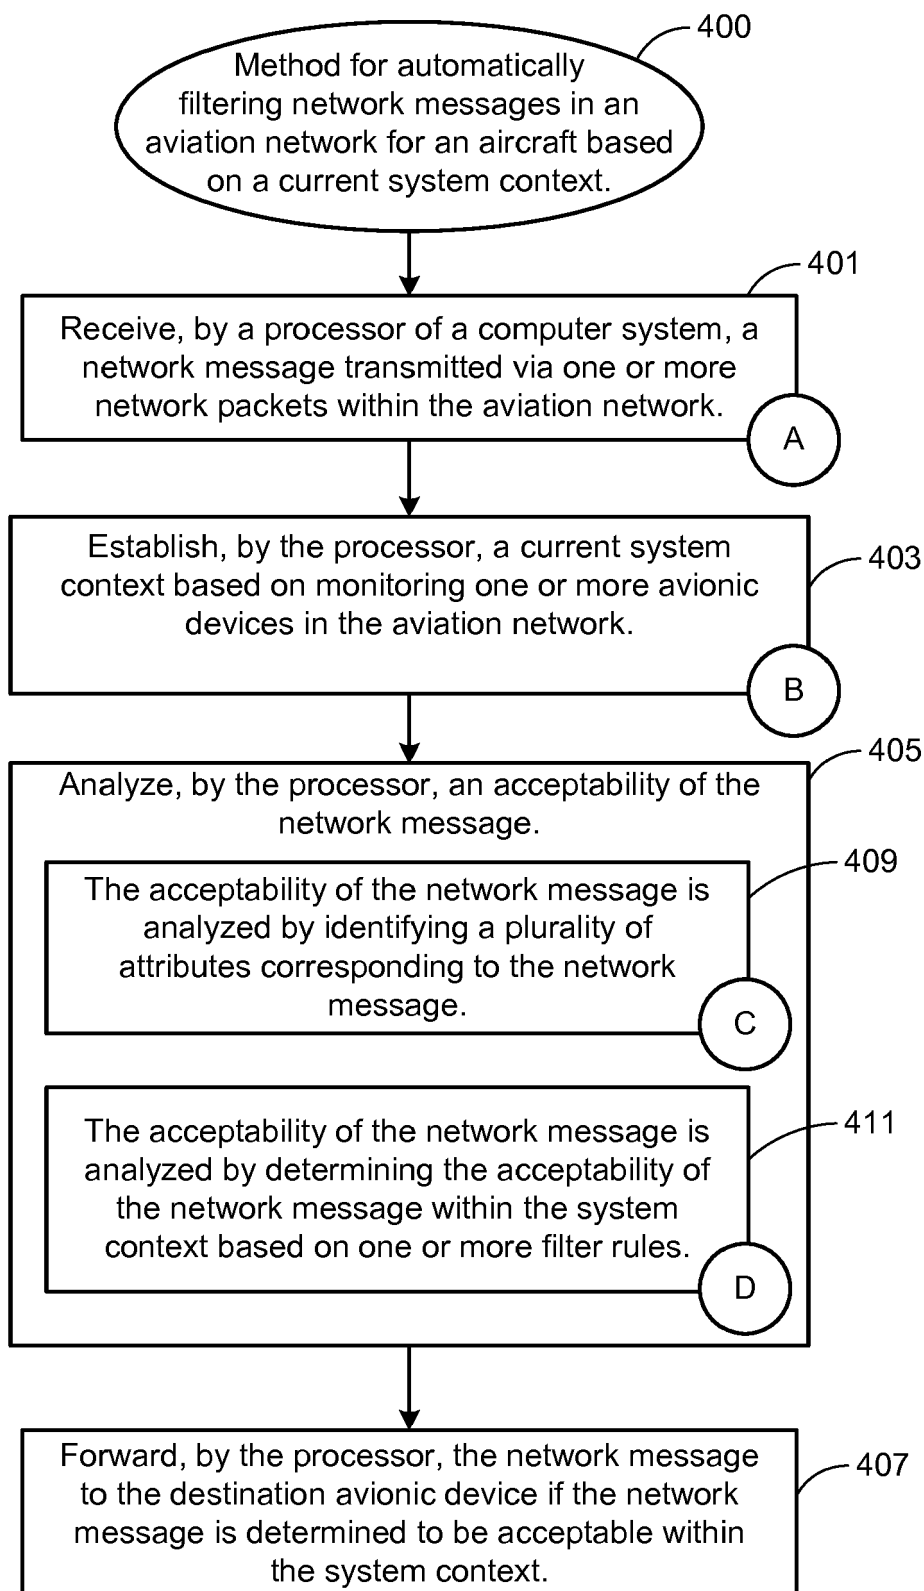 400
Method for automatically
filtering network messages in an
aviation network for an aircraft based
on a current system context.
401
Receive, by a processor of a computer system, a
network message transmitted via one or more
network packets within the aviation network.
A
Establish, by the processor, a current system
context based on monitoring one or more avionic
devices in the aviation network.
403
B
405
Analyze, by the processor, an acceptability of the
network message.
409
The acceptability of the network message is
analyzed by identifying a plurality of
attributes corresponding to the network
message.
C
411
The acceptability of the network message is
analyzed by determining the acceptability of
the network message within the system
context based on one or more filter rules.
D
Forward, by the processor, the network message
to the destination avionic device if the network
message is determined to be acceptable within
the system context.
407